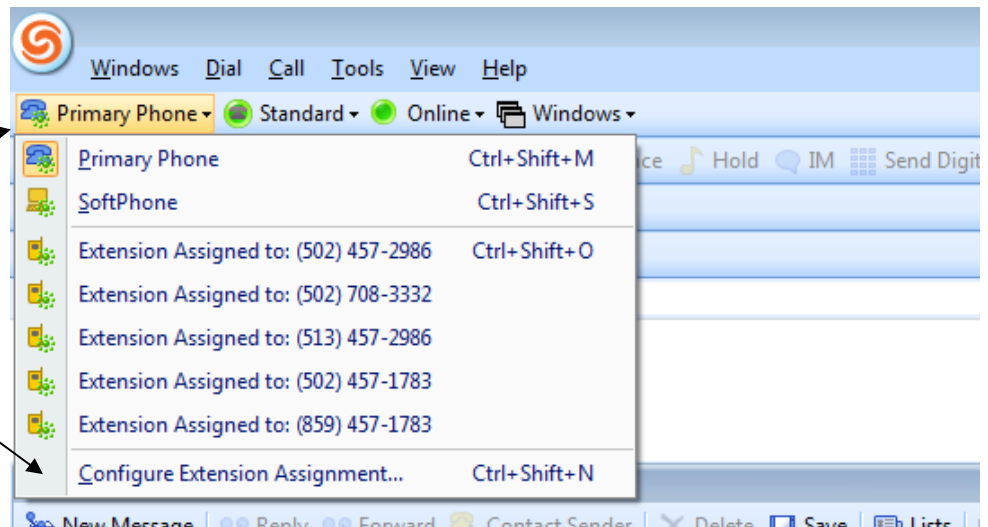 Windows Dial Call Tools View Help
Primary Phone Standard Online Windows
Primary Phone Ctrl+Shift+M Hold IM Send
SoftPhone Ctrl+Shift+S
Extension Assigned to: (502) 457-2986 Ctrl+Shift+O
Extension Assigned to: (502) 708-3332
Extension Assigned to: (513) 457-2986
Extension Assigned to: (502) 457-1783
Extension Assigned to: (859) 457-1783
Configure Extension Assignment... Ctrl+Shift+N
New Message Reply Forward Contact Sender Delete Save Lists